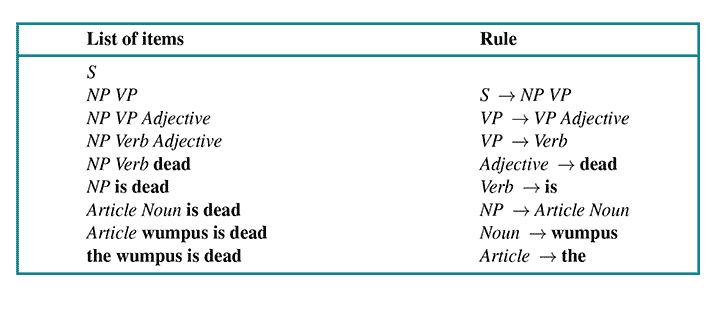 List of items Rule
S
NP VP S → NP VP
NP VP Adjective VP → VP Adjective
NP Verb Adjective VP → Verb
NP Verb dead Adjective → dead
NP is dead Verb → is
Article Noun is dead NP → Article Noun
Article wumpus is dead Noun → wumpus
the wumpus is dead Article → the